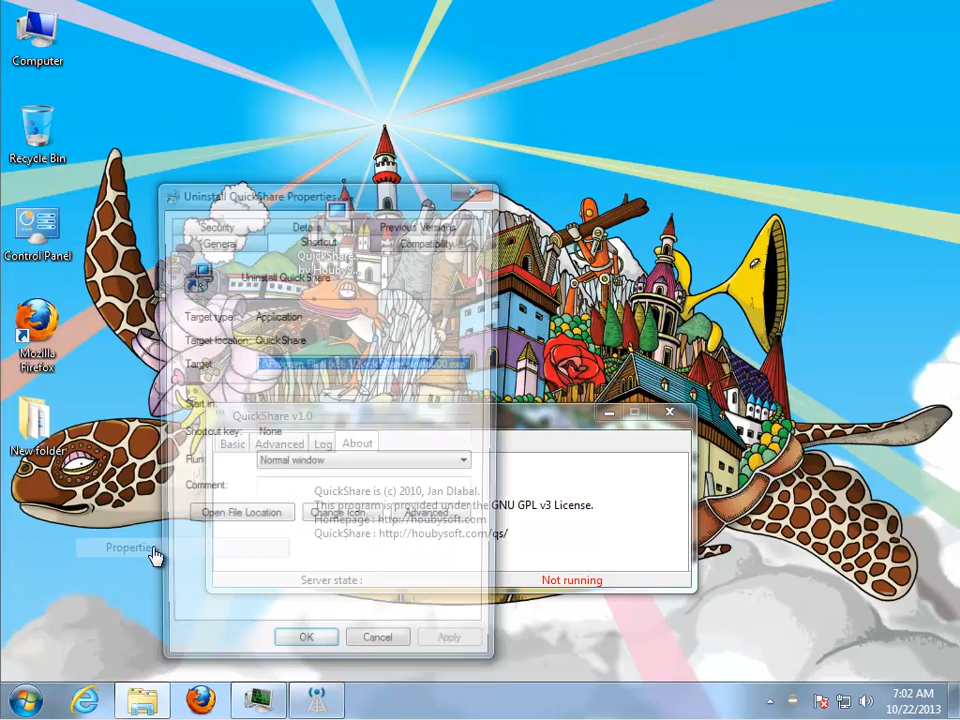 Computer
Recycle Bin
Control Panel
Mozilla
Firefox
New folder
Uninstall QuickShare Properties
Security
Details
Previous Versions
General
Shortcut
Compatibility
QuickShare
by Houbys...
Uninstall QuickShare
Target type:
Application
Target location:
QuickShare
Target:
Start in:
Shortcut key:
None
Run:
Normal window
Comment:
Open File Location
Change Icon...
Advanced...
OK
Cancel
Apply
QuickShare v1.0
Basic
Advanced
Log
About
QuickShare is (c) 2010, Jan Dlabal.
This program is provided under the GNU GPL v3 License.
Homepage : http://houbysoft.com
QuickShare : http://houbysoft.com/qs/
Server state :
Not running
Properties
7:02 AM
10/22/2013